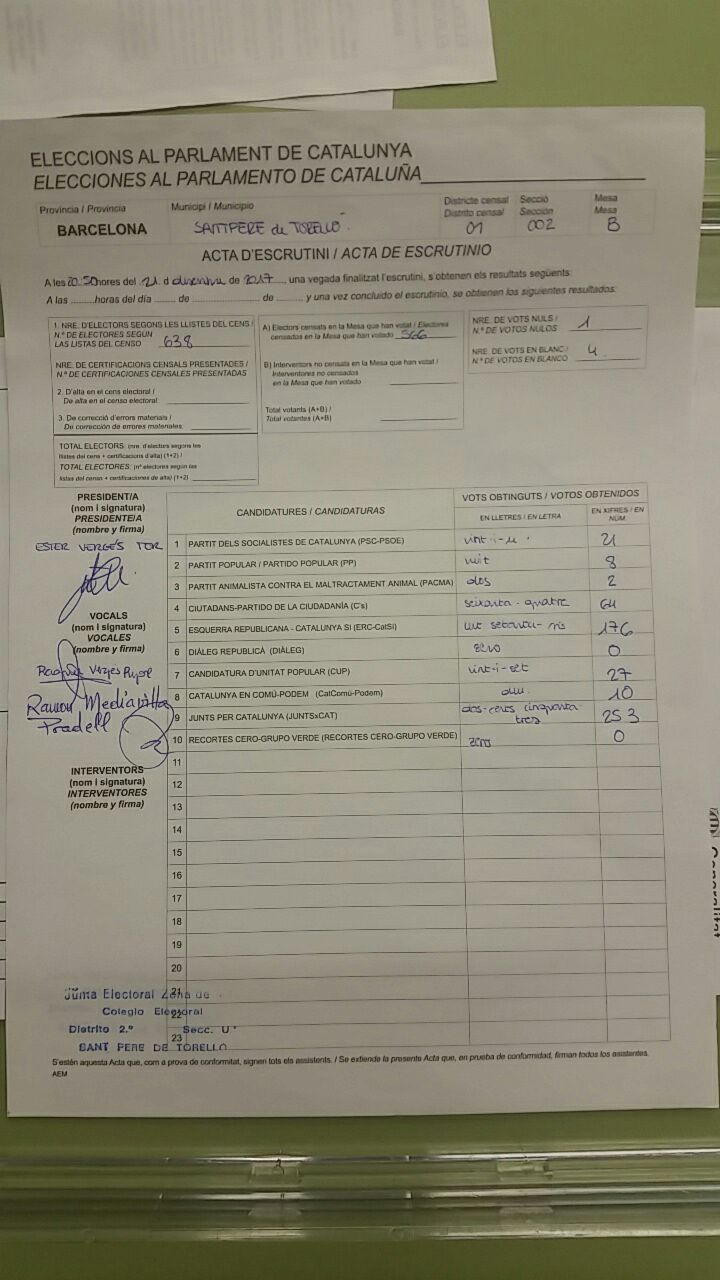 ELECCIONS AL PARLAMENT DE CATALUNYA
ELECCIONES AL PARLAMENTO DE CATALUÑA
Província / Provincia
Municipi / Municipio
Districte censal
Distrito censal
Secció
Sección
Mesa
Mesa
BARCELONA
SANT PERE de TORELLÓ
01
002
B
ACTA D'ESCRUTINI / ACTA DE ESCRUTINIO
A les 20:50 hores del 21 d desembre de 2017, una vegada finalitzat l'escrutini, s'obtenen els resultats següents:
A las ......... horas del día ......... de ......... de ......... y una vez concluido el escrutinio, se obtienen los siguientes resultados:
1. NRE. D'ELECTORS SEGONS LES LLISTES DEL CENS /
N.º DE ELECTORES SEGÚN
LAS LISTAS DEL CENSO 638
NRE. DE CERTIFICACIONS CENSALS PRESENTADES /
N.º DE CERTIFICACIONES CENSALES PRESENTADAS
2. D'alta en el cens electoral /
De alta en el censo electoral:
3. De correcció d'errors materials /
De corrección de errores materiales:
TOTAL ELECTORS: (nre. d'electors segons les
llistes del cens + certificacions d'alta) (1+2) /
TOTAL ELECTORES: (nº electores según las
listas del censo + certificaciones de alta) (1+2)
A) Electors censats en la Mesa que han votat / Electores
censados en la Mesa que han votado 566
B) Interventors no censats en la Mesa que han votat /
Interventores no censados
en la Mesa que han votado
Total votants (A+B) /
Total votantes (A+B)
NRE. DE VOTS NULS /
N.º DE VOTOS NULOS 1
NRE. DE VOTS EN BLANC /
N.º DE VOTOS EN BLANCO 4
PRESIDENT/A
(nom i signatura)
PRESIDENTE/A
(nombre y firma)
ESTER VERGÉS TOR
VOCALS
(nom i signatura)
VOCALES
(nombre y firma)
Vergés
Ramon Medianilla
Pradell
INTERVENTORS
(nom i signatura)
INTERVENTORES
(nombre y firma)
CANDIDATURES / CANDIDATURAS
VOTS OBTINGUTS / VOTOS OBTENIDOS
EN LLETRES / EN LETRA
EN XIFRES / EN
NÚM.
1 PARTIT DELS SOCIALISTES DE CATALUNYA (PSC-PSOE) vint-i-u 21
2 PARTIT POPULAR / PARTIDO POPULAR (PP) vuit 8
3 PARTIT ANIMALISTA CONTRA EL MALTRACTAMENT ANIMAL (PACMA) dos 2
4 CIUTADANS-PARTIDO DE LA CIUDADANÍA (C's) seixanta-quatre 64
5 ESQUERRA REPUBLICANA - CATALUNYA SÍ (ERC-CatSí) cent setanta-sis 176
6 DIÀLEG REPUBLICÀ (DIÀLEG) zero 0
7 CANDIDATURA D'UNITAT POPULAR (CUP) vint-i-set 27
8 CATALUNYA EN COMÚ-PODEM (CatComú-Podem) deu 10
9 JUNTS PER CATALUNYA (JUNTSxCAT) dos-cents cinquanta-
tres 253
10 RECORTES CERO-GRUPO VERDE (RECORTES CERO-GRUPO VERDE) zero 0
11
12
13
14
15
16
17
18
19
20
21
22
23
Junta Electoral Zona de
Colegio Electoral
Distrito 2.º Secc. U
SANT PERE DE TORELLO
S'estén aquesta Acta que, com a prova de conformitat, signen tots els assistents. / Se extiende la presente Acta que, en prueba de conformidad, firman todos los asistentes.
AEM